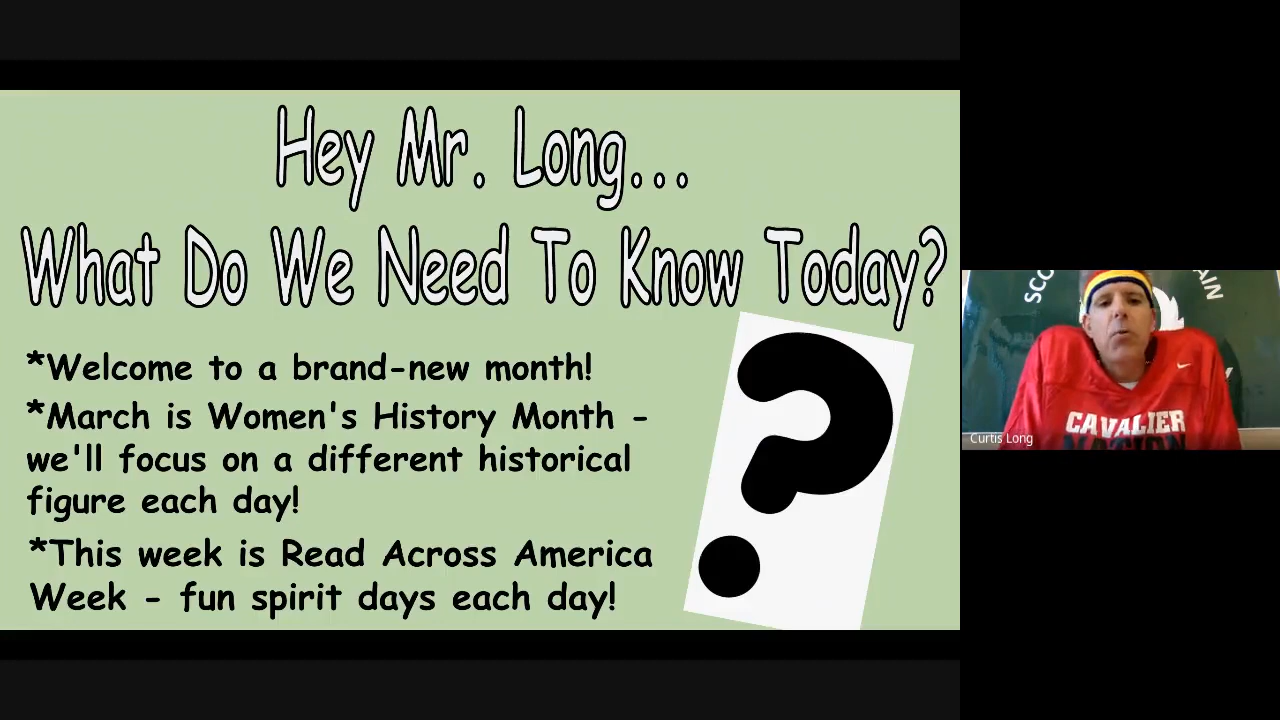 Hey Mr. Long...
What Do We Need To Know Today?
*Welcome to a brand-new month!
*March is Women's History Month -
we'll focus on a different historical
figure each day!
*This week is Read Across America
Week - fun spirit days each day!
CAVALIER
NATION
Curtis Long